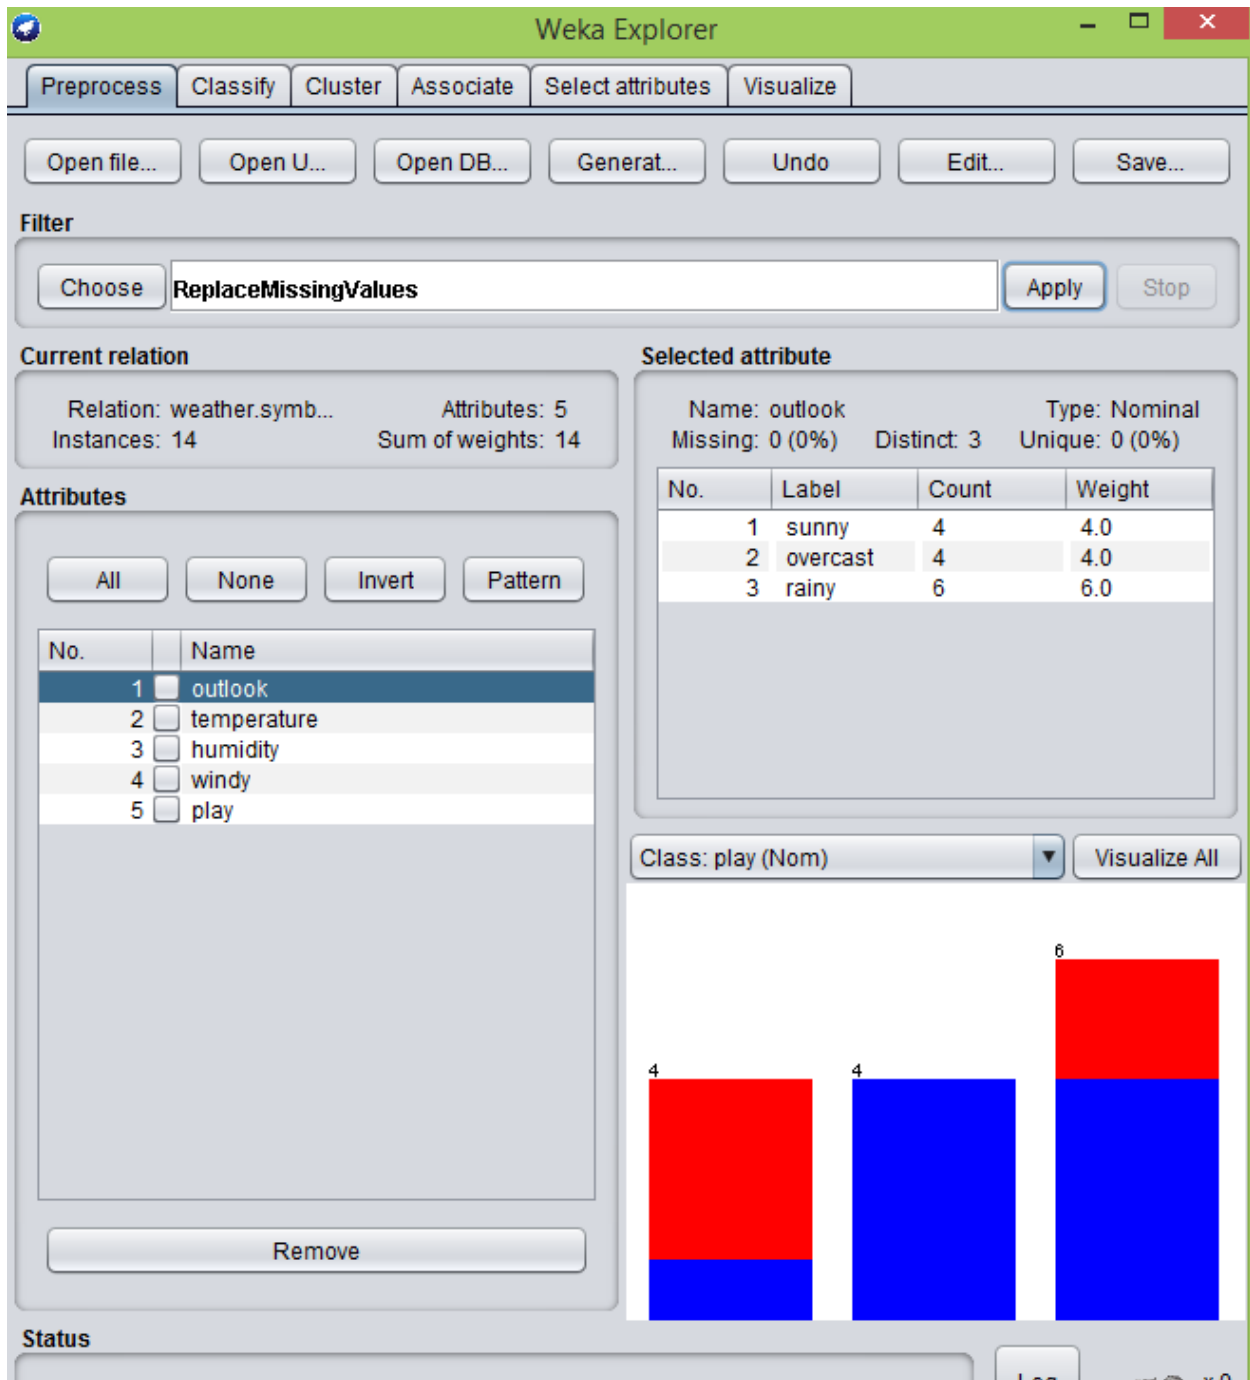 Weka Explorer
Preprocess Classify Cluster Associate Select attributes Visualize
Open file... Open U... Open DB... Generat... Undo Edit... Save...
Filter
Choose ReplaceMissingValues Apply Stop
Current relation
Relation: weather.symb... Attributes: 5
Instances: 14 Sum of weights: 14
Selected attribute
Name: outlook Type: Nominal
Missing: 0 (0%) Distinct: 3 Unique: 0 (0%)
No. Label Count Weight
1 sunny 4 4.0
2 overcast 4 4.0
3 rainy 6 6.0
Attributes
All None Invert Pattern
No. Name
1 outlook
2 temperature
3 humidity
4 windy
5 play
Remove
Class: play (Nom) Visualize All
6
4 4
Status